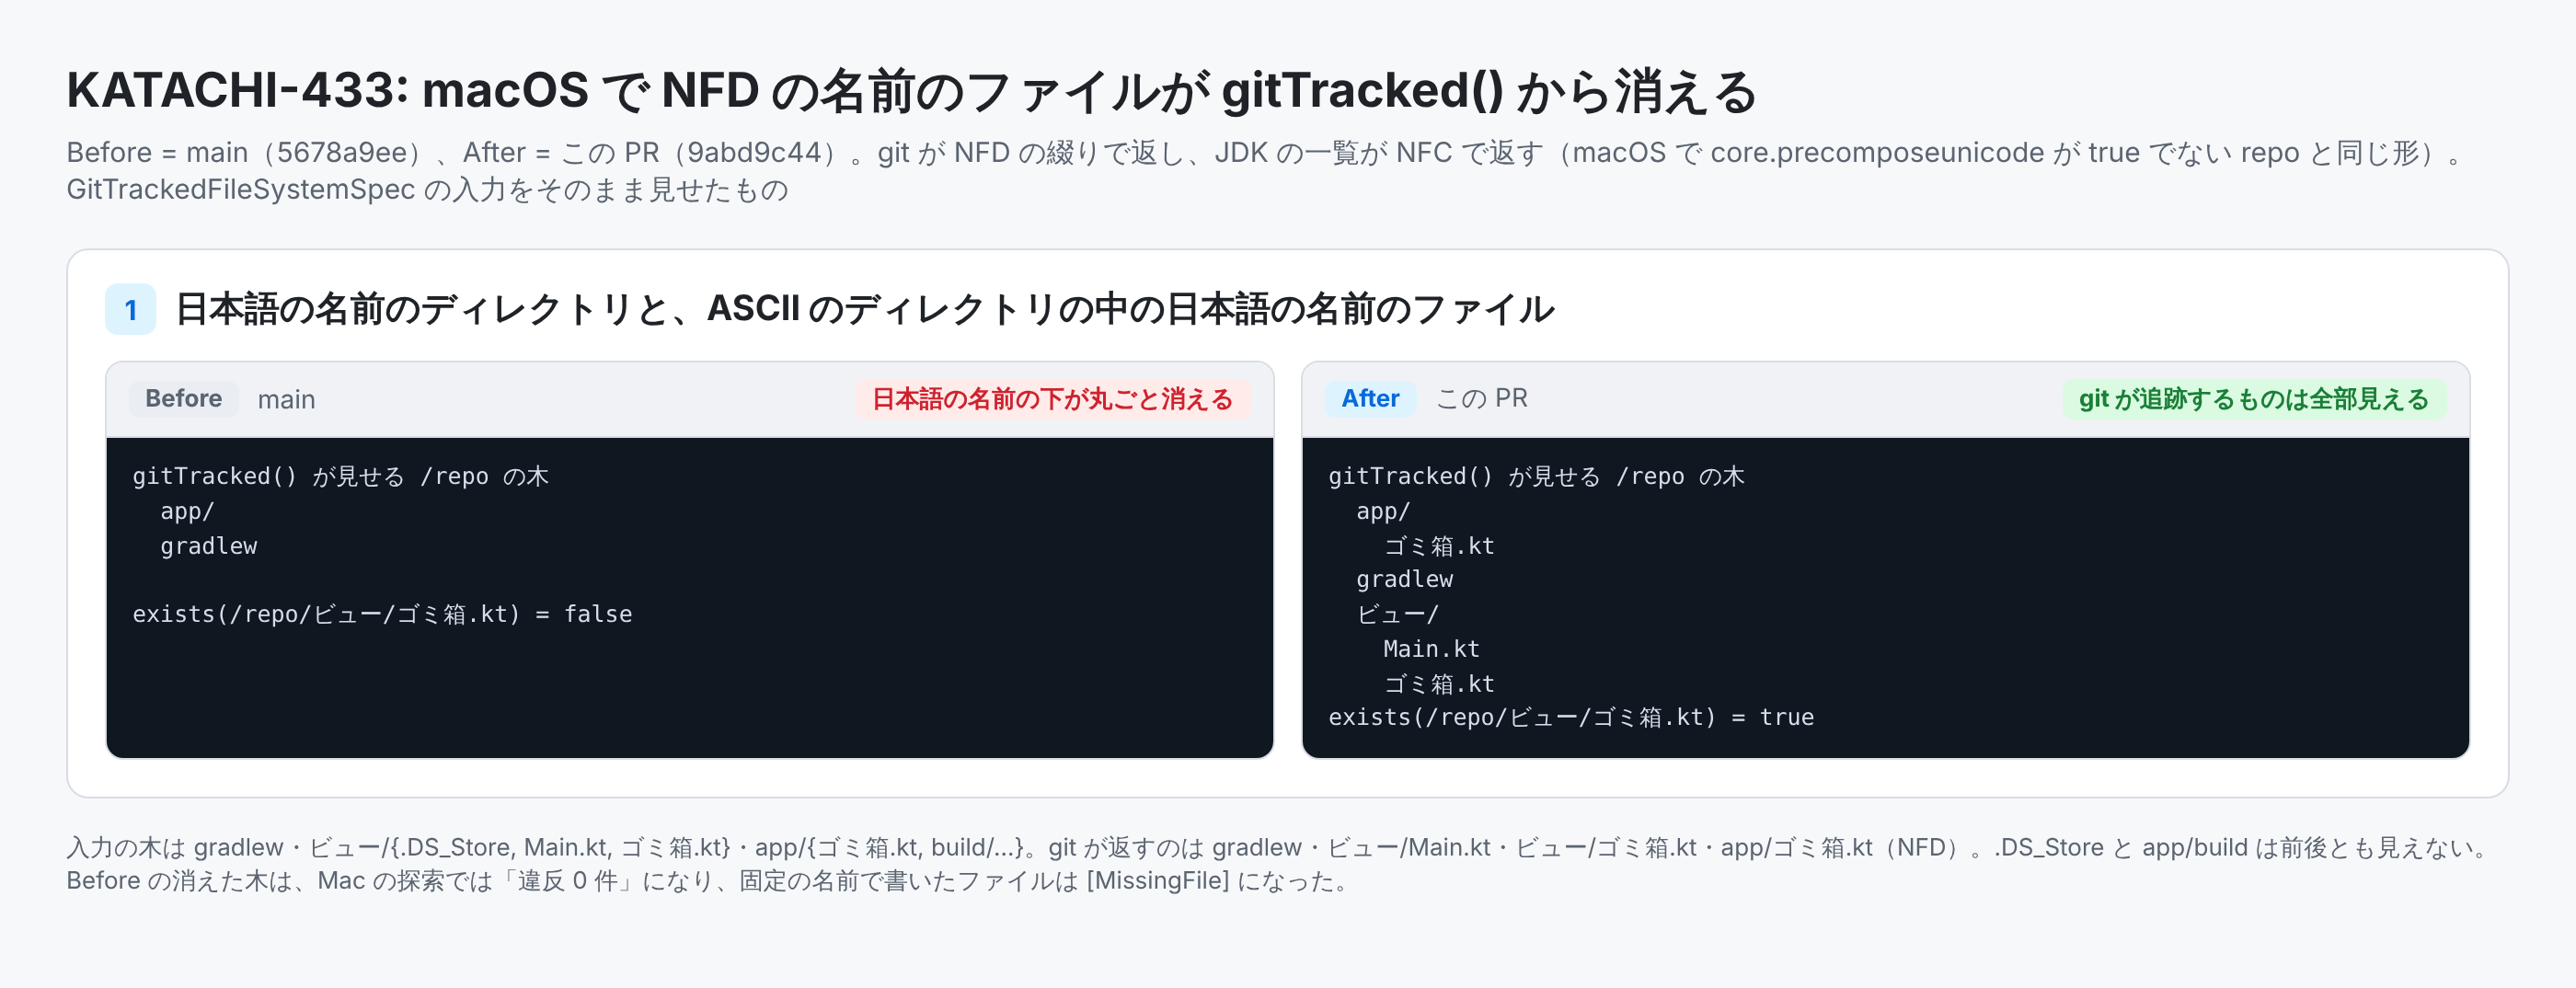 KATACHI-433: macOS で NFD の名前のファイルが gitTracked() から消える
Before = main（5678a9ee）、After = この PR（9abd9c44）。git が NFD の綴りで返し、JDK の一覧が NFC で返す（macOS で core.precomposeunicode が true でない repo と同じ形）。
GitTrackedFileSystemSpec の入力をそのまま見せたもの
1 日本語の名前のディレクトリと、ASCII のディレクトリの中の日本語の名前のファイル
Before main 日本語の名前の下が丸ごと消える
gitTracked() が見せる /repo の木
  app/
  gradlew
exists(/repo/ビュー/ゴミ箱.kt) = false
After この PR git が追跡するものは全部見える
gitTracked() が見せる /repo の木
  app/
    ゴミ箱.kt
  gradlew
  ビュー/
    Main.kt
    ゴミ箱.kt
exists(/repo/ビュー/ゴミ箱.kt) = true
入力の木は gradlew・ビュー/{.DS_Store, Main.kt, ゴミ箱.kt}・app/{ゴミ箱.kt, build/...}。git が返すのは gradlew・ビュー/Main.kt・ビュー/ゴミ箱.kt・app/ゴミ箱.kt（NFD）。.DS_Store と app/build は前後とも見えない。
Before の消えた木は、Mac の探索では「違反 0 件」になり、固定の名前で書いたファイルは [MissingFile] になった。